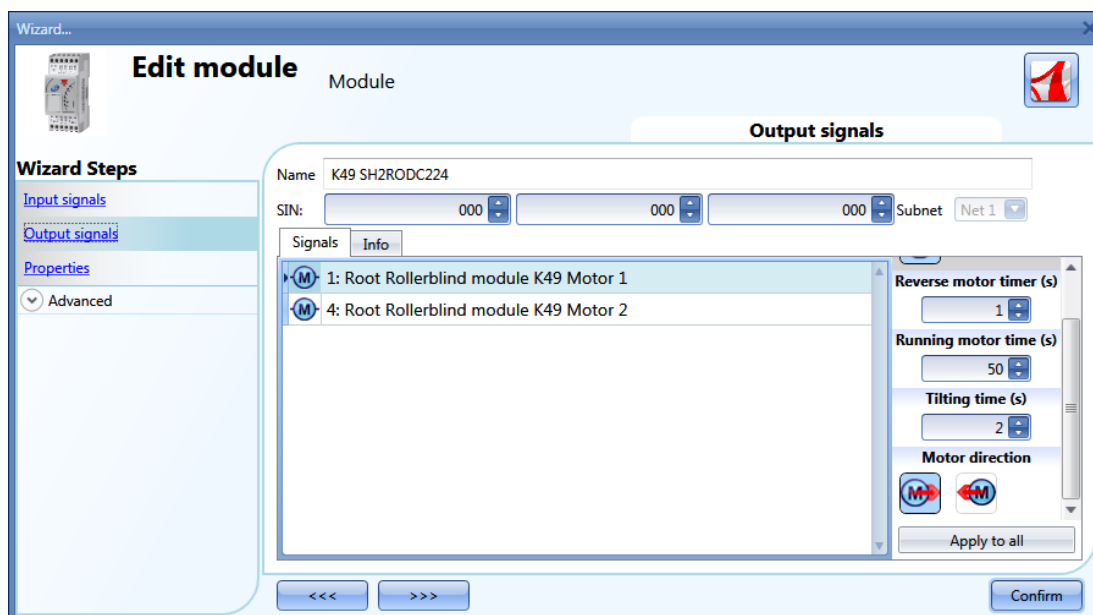 Wizard...
Edit module
Module
Output signals
Wizard Steps
Input signals
Output signals
Properties
Advanced
Name K49 SH2RODC224
SIN: 000 000 000 Subnet Net 1
Signals Info
1: Root Rollerblind module K49 Motor 1
4: Root Rollerblind module K49 Motor 2
Reverse motor timer (s)
1
Running motor time (s)
50
Tilting time (s)
2
Motor direction
M M
Apply to all
<<< >>> Confirm